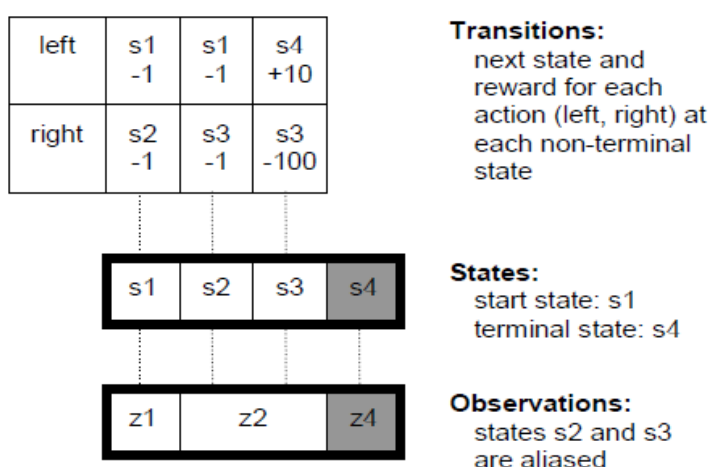 left s1 s1 s4
-1 -1 +10
right s2 s3 s3
-1 -1 -100
Transitions:
next state and
reward for each
action (left, right) at
each non-terminal
state
s1 s2 s3 s4
States:
start state: s1
terminal state: s4
z1 z2 z4
Observations:
states s2 and s3
are aliased